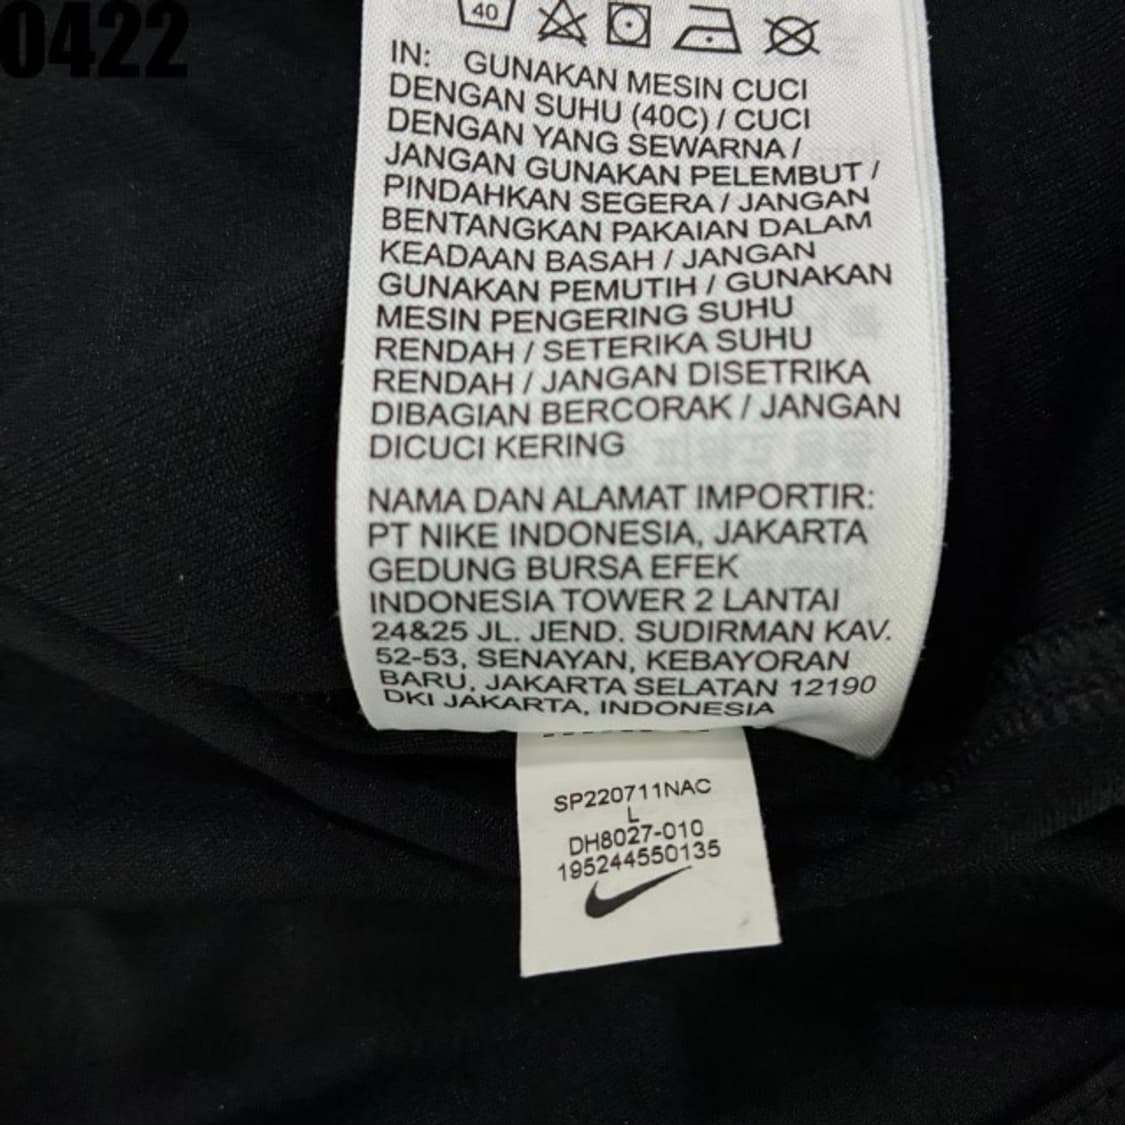 0422
40
IN: GUNAKAN MESIN CUCI
DENGAN SUHU (40C) / CUCI
DENGAN YANG SEWARNA /
JANGAN GUNAKAN PELEMBUT /
PINDAHKAN SEGERA / JANGAN
BENTANGKAN PAKAIAN DALAM
KEADAAN BASAH / JANGAN
GUNAKAN PEMUTIH / GUNAKAN
MESIN PENGERING SUHU
RENDAH / SETERIKA SUHU
RENDAH / JANGAN DISETRIKA
DIBAGIAN BERCORAK / JANGAN
DICUCI KERING
NAMA DAN ALAMAT IMPORTIR:
PT NIKE INDONESIA, JAKARTA
GEDUNG BURSA EFEK
INDONESIA TOWER 2 LANTAI
24&25 JL. JEND. SUDIRMAN KAV.
52-53, SENAYAN, KEBAYORAN
BARU, JAKARTA SELATAN 12190
DKI JAKARTA, INDONESIA
SP220711NAC
L
DH8027-010
195244550135